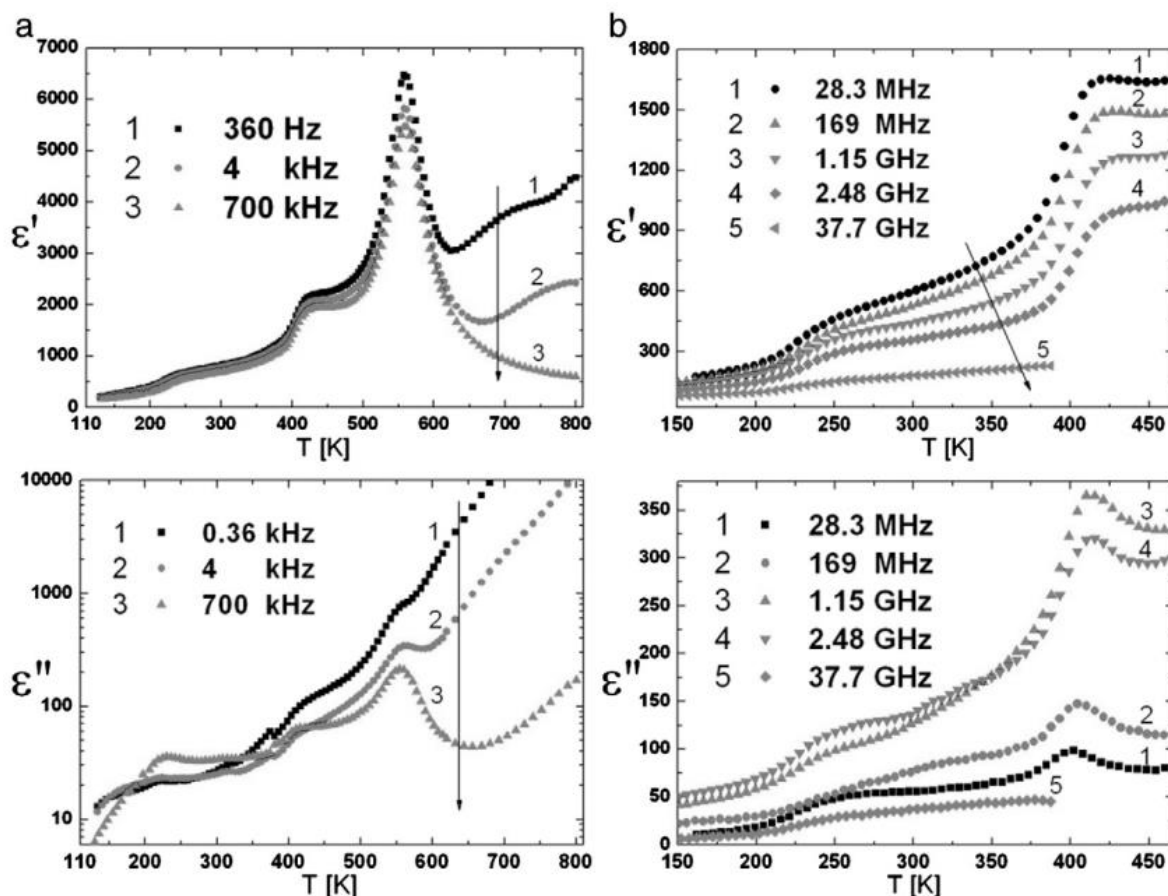 a
7000
6000
5000
4000
3000
2000
1000
0
ε'
1 360 Hz
2 4 kHz
3 700 kHz
1
2
3
110 200 300 400 500 600 700 800
T [K]
b
1800
1500
1200
900
600
300
ε'
1 28.3 MHz
2 169 MHz
3 1.15 GHz
4 2.48 GHz
5 37.7 GHz
1
2
3
4
5
150 200 250 300 350 400 450
T [K]
10000
1000
100
10
ε"
1 0.36 kHz
2 4 kHz
3 700 kHz
1
2
3
110 200 300 400 500 600 700 800
T [K]
350
300
250
200
150
100
50
0
ε"
1 28.3 MHz
2 169 MHz
3 1.15 GHz
4 2.48 GHz
5 37.7 GHz
3
4
2
1
5
150 200 250 300 350 400 450
T [K]